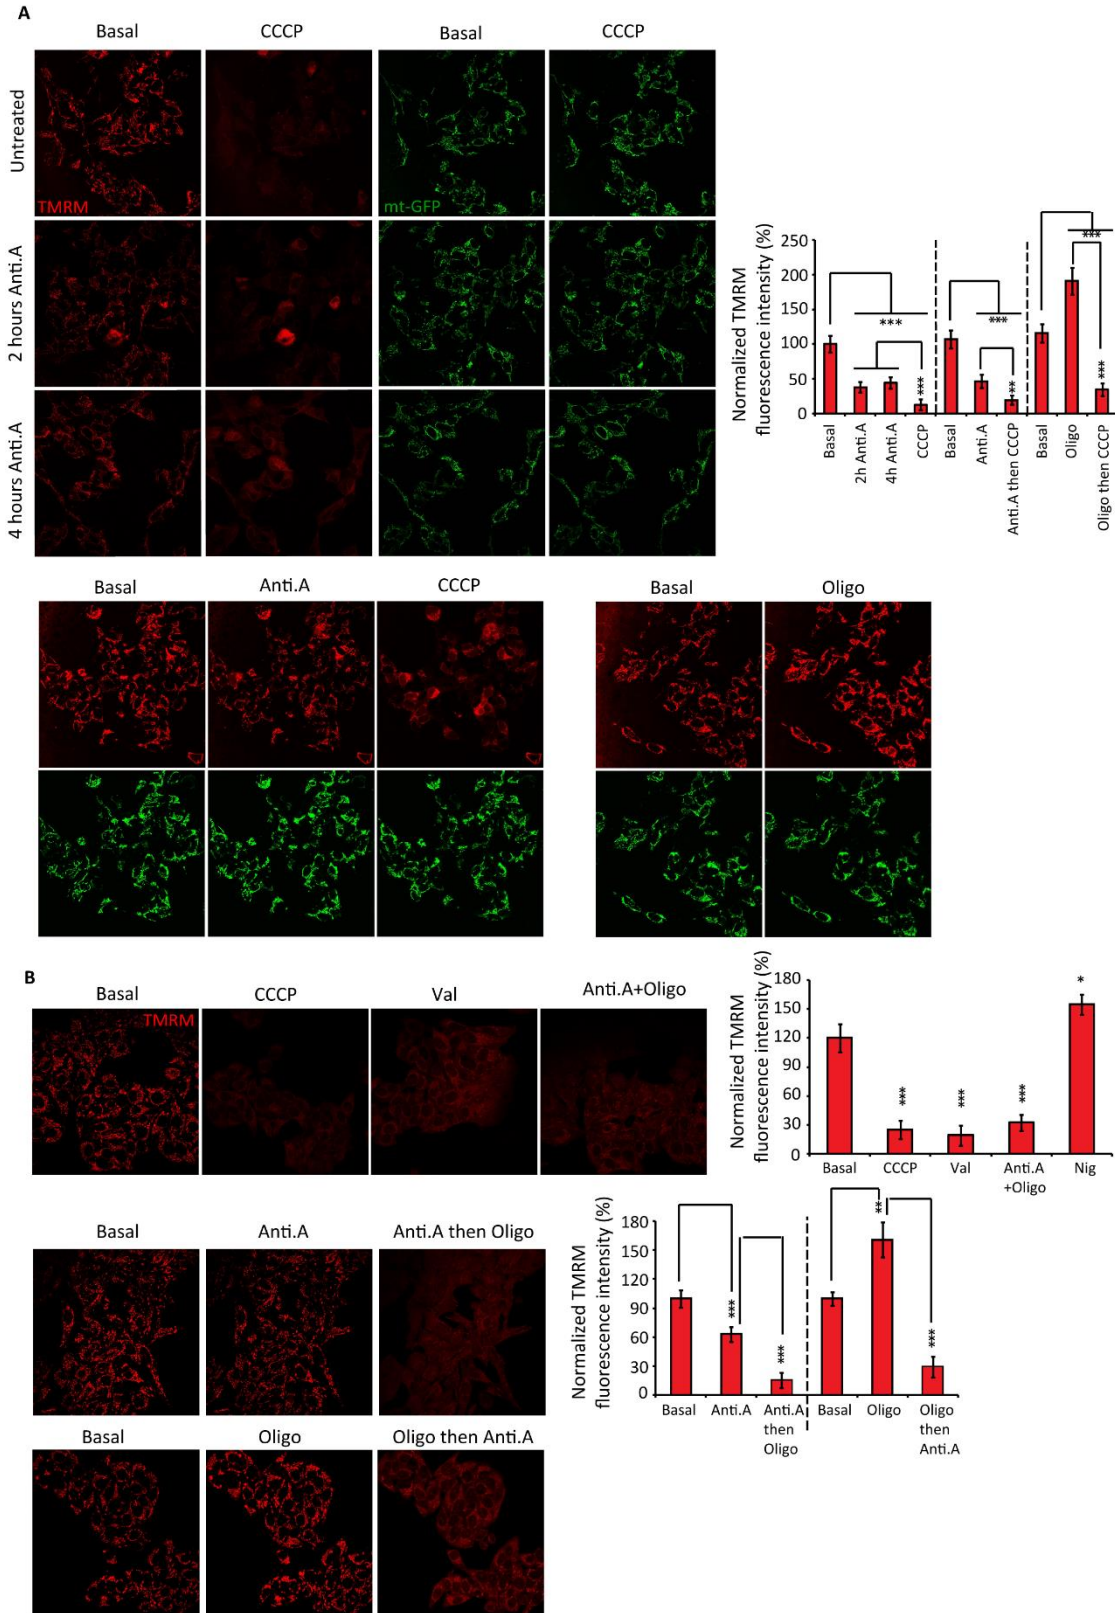 A
Basal
CCCP
Basal
CCCP
Untreated
TMRM
mt-GFP
2 hours Anti.A
4 hours Anti.A
Normalized TMRM
fluorescence intensity (%)
250
200
150
100
50
0
***
***
***
***
***
***
Basal
2h Anti.A
4h Anti.A
CCCP
Basal
Anti.A
Anti.A then CCCP
Basal
Oligo
Oligo then CCCP
Basal
Anti.A
CCCP
Basal
Oligo
B
Basal
CCCP
Val
Anti.A+Oligo
TMRM
Normalized TMRM
fluorescence intensity (%)
180
150
120
90
60
30
0
***
***
***
*
Basal
CCCP
Val
Anti.A
+Oligo
Nig
Basal
Anti.A
Anti.A then Oligo
Normalized TMRM
fluorescence intensity (%)
180
150
120
90
60
30
0
***
***
**
***
Basal
Anti.A
Anti.A
then
Oligo
Basal
Oligo
Oligo
then
Anti.A
Basal
Oligo
Oligo then Anti.A